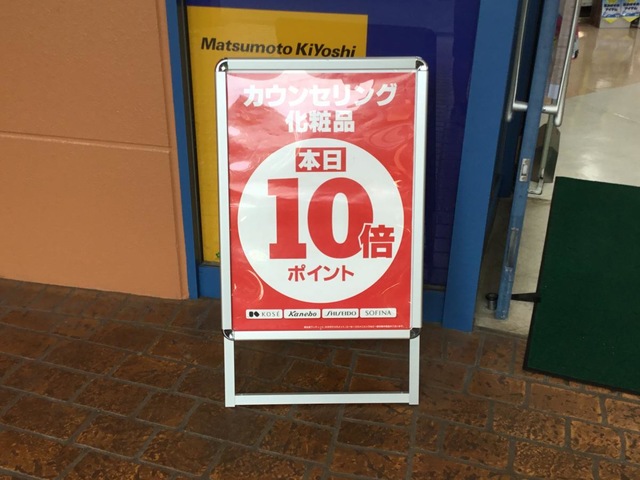 Matsumoto KiYoshi
カウンセリング
化粧品
本日
10倍
ポイント
KOSÉ Kanebo SHISEIDO SOFINA